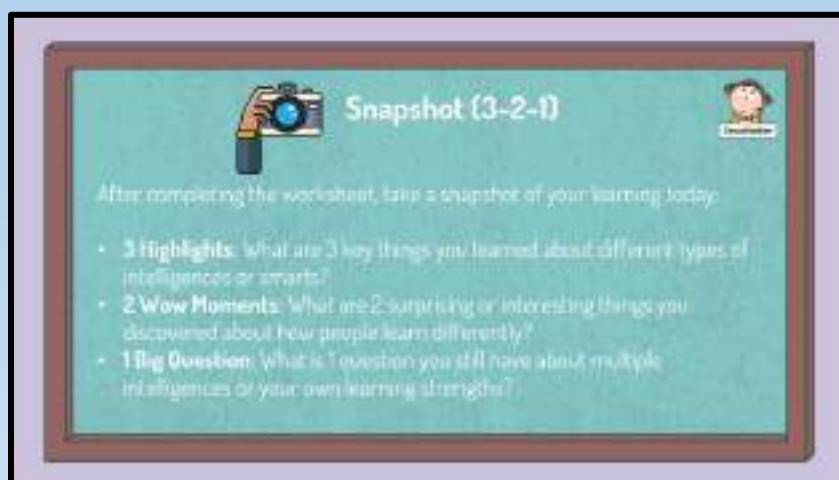 Snapshot (3-2-1)
After completing the worksheet, take a snapshot of your learning today:
• 3 Highlights: What are 3 key things you learned about different types of
intelligences or smarts?
• 2 Wow Moments: What are 2 surprising or interesting things you
discovered about how people learn differently?
• 1 Big Question: What is 1 question you still have about multiple
intelligences or your own learning strengths?